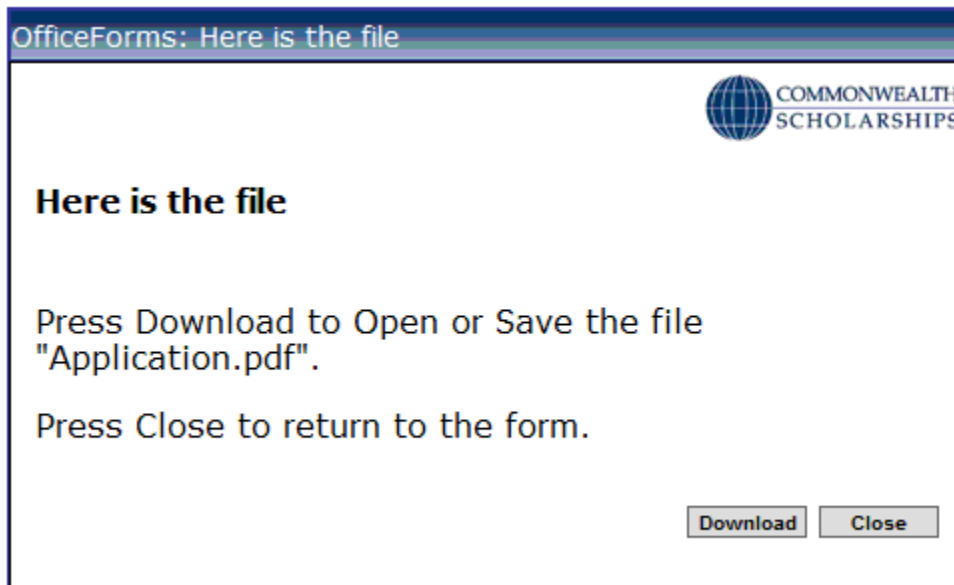 OfficeForms: Here is the file
COMMONWEALTH
SCHOLARSHIPS
Here is the file
Press Download to Open or Save the file
"Application.pdf".
Press Close to return to the form.
Download Close